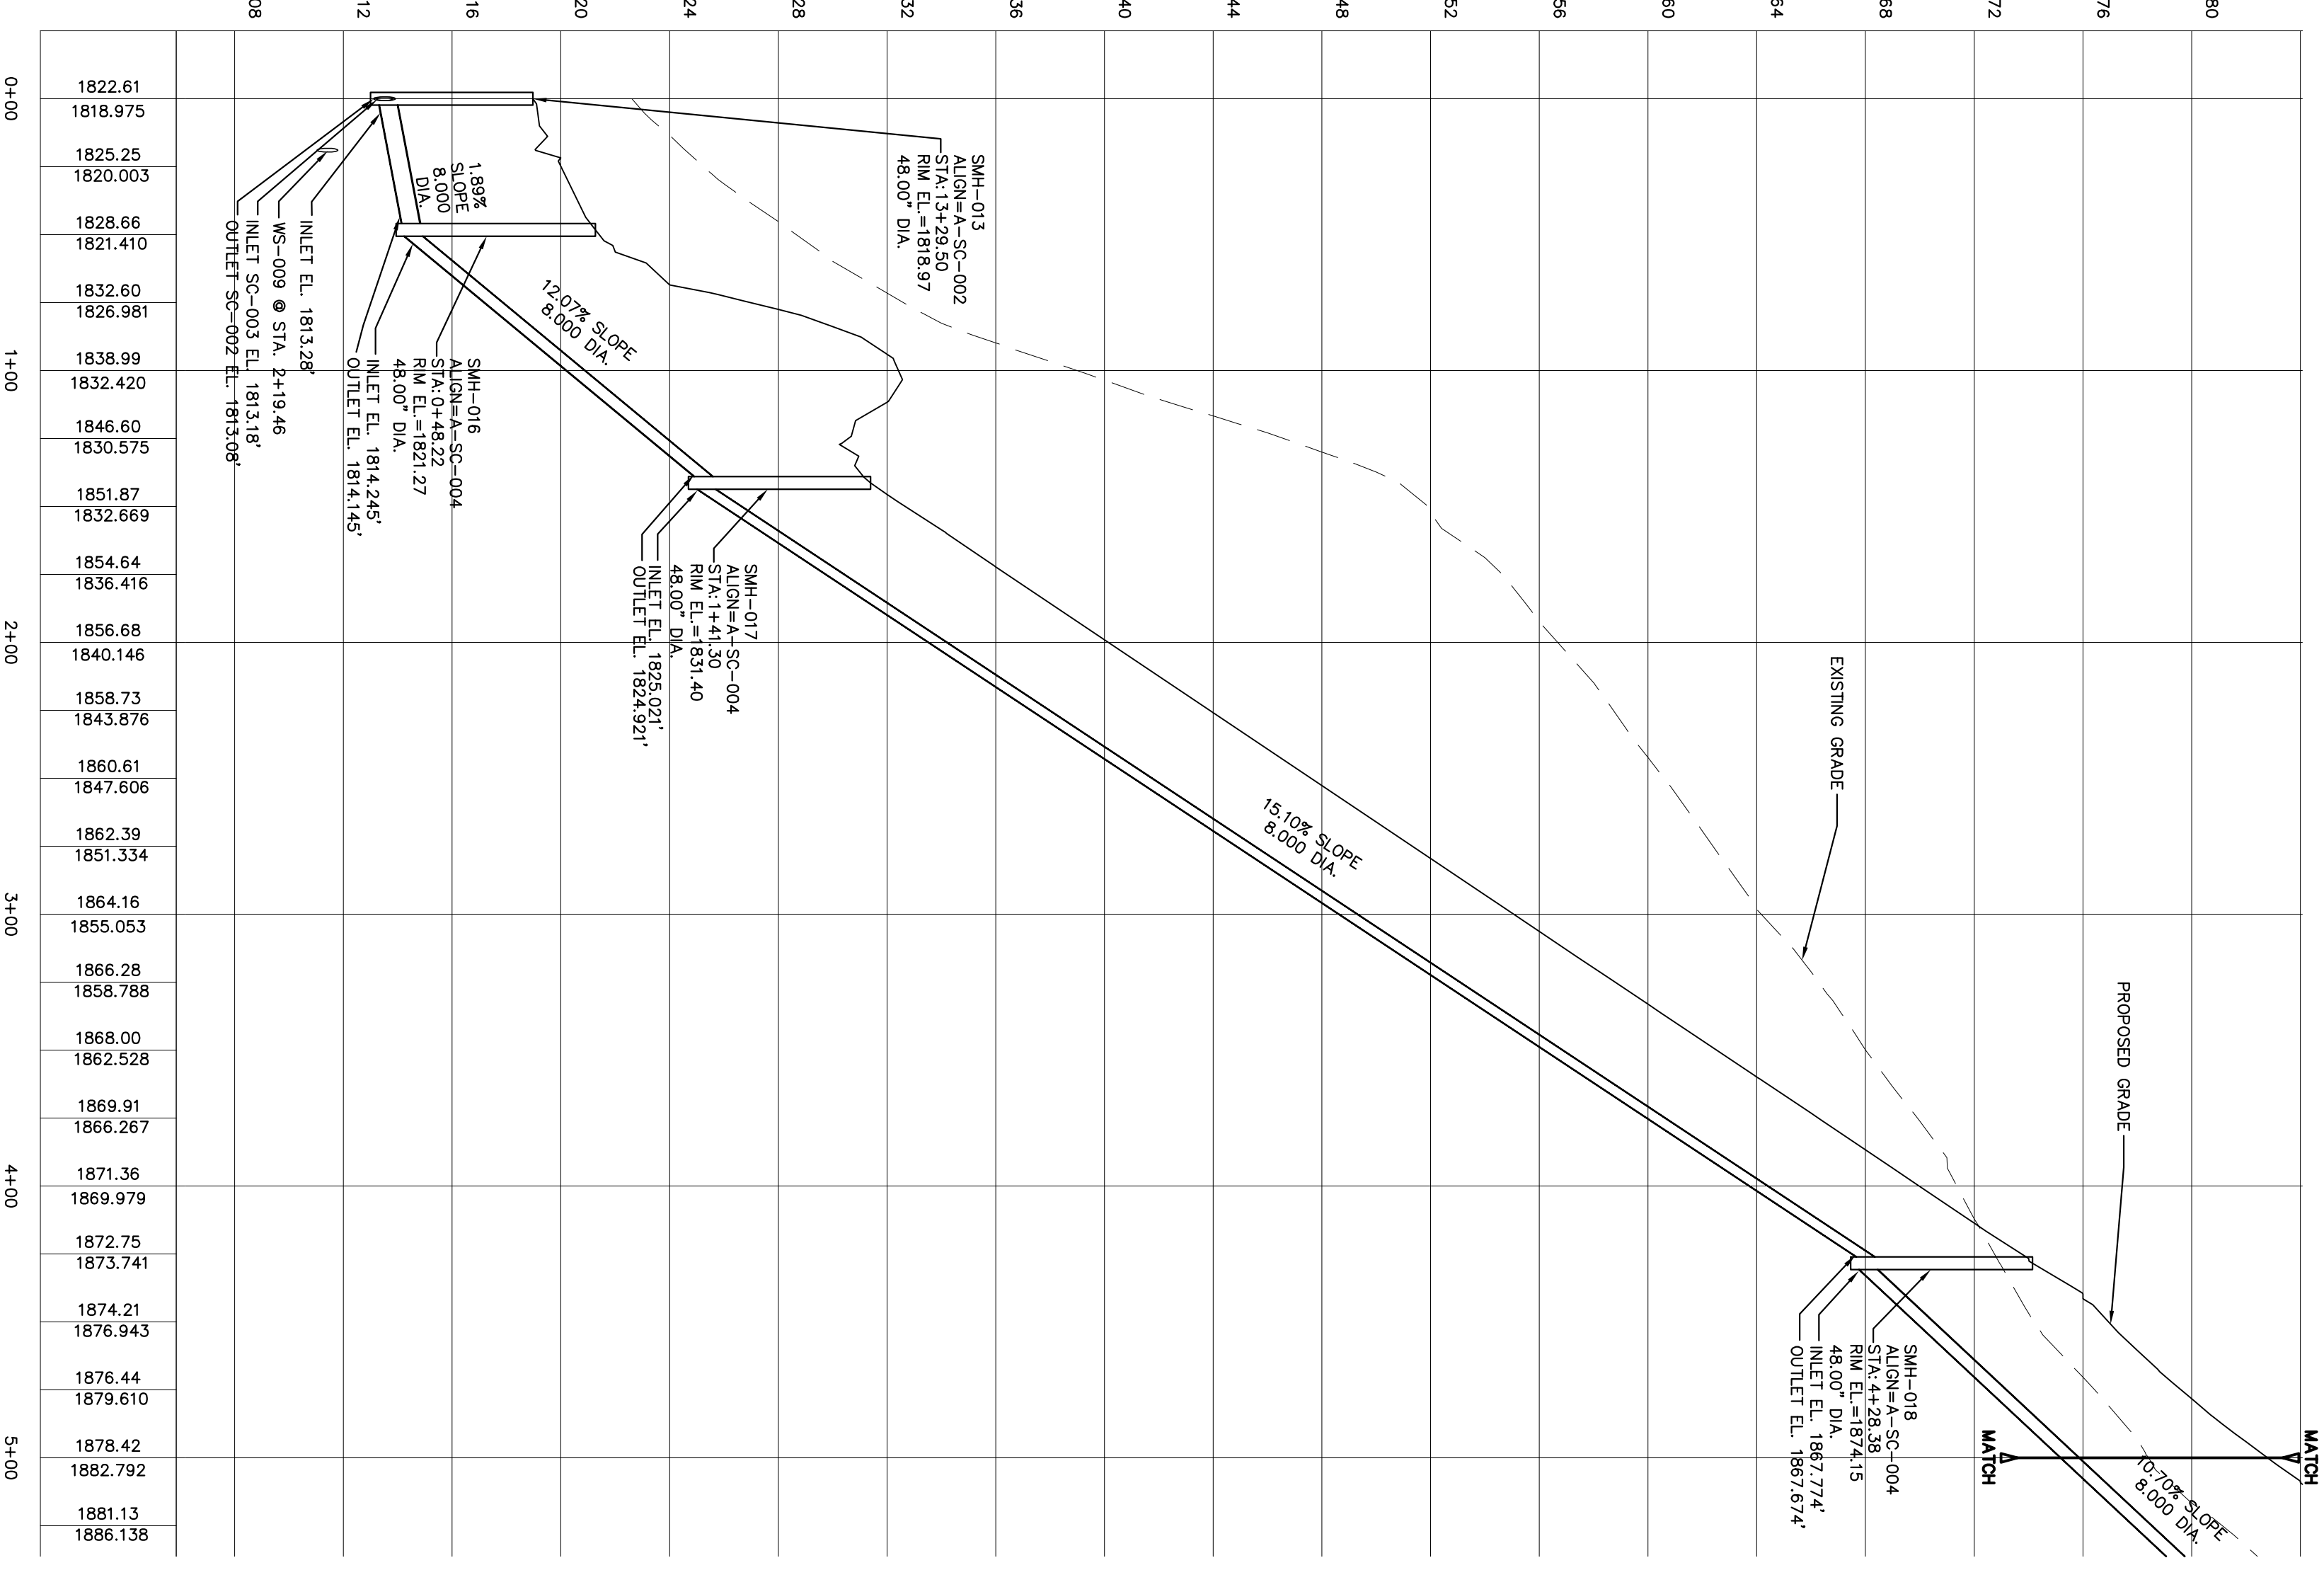 08
12
16
20
24
28
32
36
40
44
48
52
56
60
64
68
72
76
80
0+00
1+00
2+00
3+00
4+00
5+00
1822.61
1818.975
1825.25
1820.003
1828.66
1821.410
1832.60
1826.981
1838.99
1832.420
1846.60
1830.575
1851.87
1832.669
1854.64
1836.416
1856.68
1840.146
1858.73
1843.876
1860.61
1847.606
1862.39
1851.334
1864.16
1855.053
1866.28
1858.788
1868.00
1862.528
1869.91
1866.267
1871.36
1869.979
1872.75
1873.741
1874.21
1876.943
1876.44
1879.610
1878.42
1882.792
1881.13
1886.138
SMH-013
ALIGN=A-SC-002
STA:13+29.50
RIM EL.=1818.97
48.00" DIA.
INLET EL. 1813.28'
WS-009 @ STA. 2+19.46
INLET SC-003 EL. 1813.18'
OUTLET SC-002 EL. 1813.08'
1.89%
SLOPE
8.000
DIA.
SMH-016
ALIGN=A-SC-004
STA:0+48.22
RIM EL.=1821.27
48.00" DIA.
INLET EL. 1814.245'
OUTLET EL. 1814.145'
12.07% SLOPE
8.000 DIA.
SMH-017
ALIGN=A-SC-004
STA:1+41.30
RIM EL.=1831.40
48.00" DIA.
INLET EL. 1825.021'
OUTLET EL. 1824.921'
15.10% SLOPE
8.000 DIA.
EXISTING GRADE
PROPOSED GRADE
SMH-018
ALIGN=A-SC-004
STA:4+28.38
RIM EL.=1874.15
48.00" DIA.
INLET EL. 1867.774'
OUTLET EL. 1867.674'
MATCH
MATCH
10.70% SLOPE
8.000 DIA.